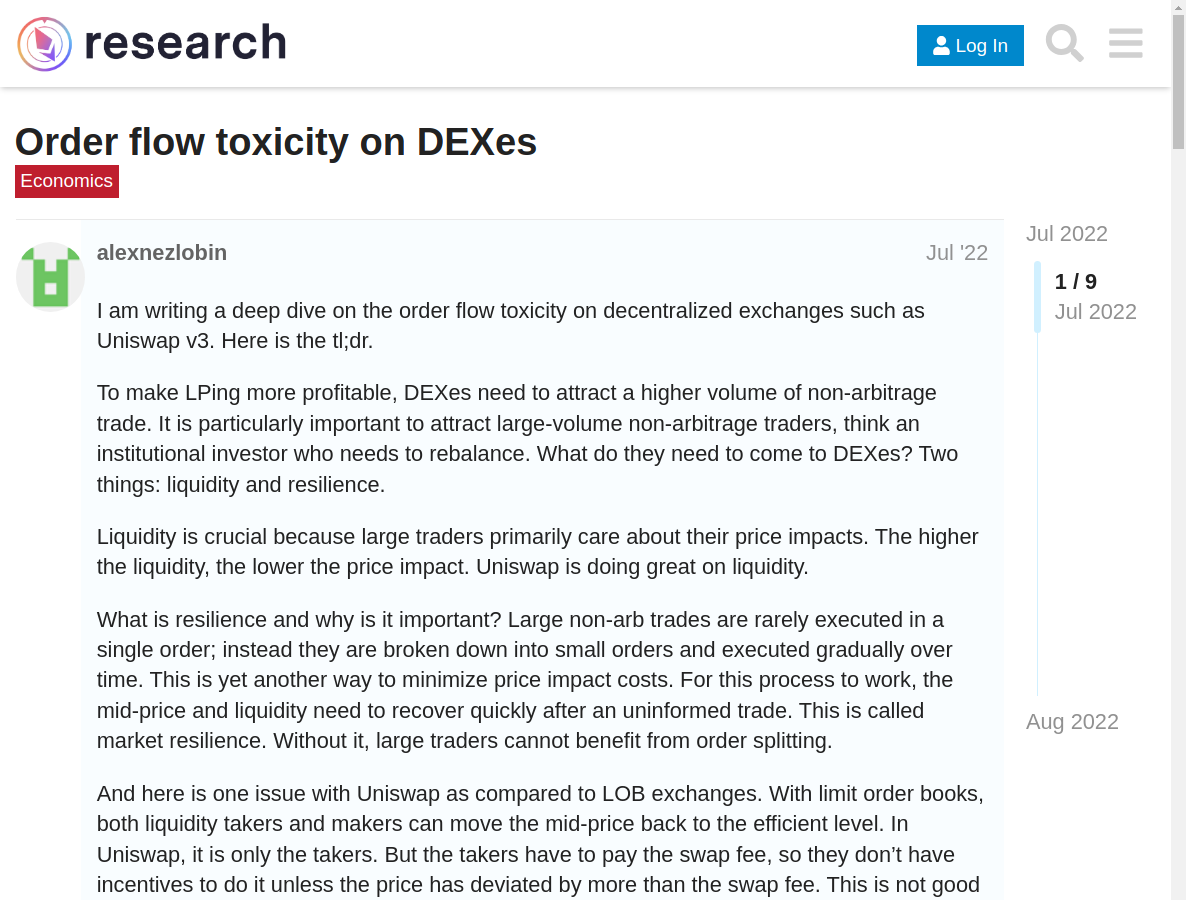 research
Log In
Order flow toxicity on DEXes
Economics
Jul 2022
alexnezlobin
Jul '22
1 / 9
Jul 2022
I am writing a deep dive on the order flow toxicity on decentralized exchanges such as
Uniswap v3. Here is the tl;dr.
To make LPing more profitable, DEXes need to attract a higher volume of non-arbitrage
trade. It is particularly important to attract large-volume non-arbitrage traders, think an
institutional investor who needs to rebalance. What do they need to come to DEXes? Two
things: liquidity and resilience.
Liquidity is crucial because large traders primarily care about their price impacts. The higher
the liquidity, the lower the price impact. Uniswap is doing great on liquidity.
What is resilience and why is it important? Large non-arb trades are rarely executed in a
single order; instead they are broken down into small orders and executed gradually over
time. This is yet another way to minimize price impact costs. For this process to work, the
mid-price and liquidity need to recover quickly after an uninformed trade. This is called
market resilience. Without it, large traders cannot benefit from order splitting.
Aug 2022
And here is one issue with Uniswap as compared to LOB exchanges. With limit order books,
both liquidity takers and makers can move the mid-price back to the efficient level. In
Uniswap, it is only the takers. But the takers have to pay the swap fee, so they don’t have
incentives to do it unless the price has deviated by more than the swap fee. This is not good